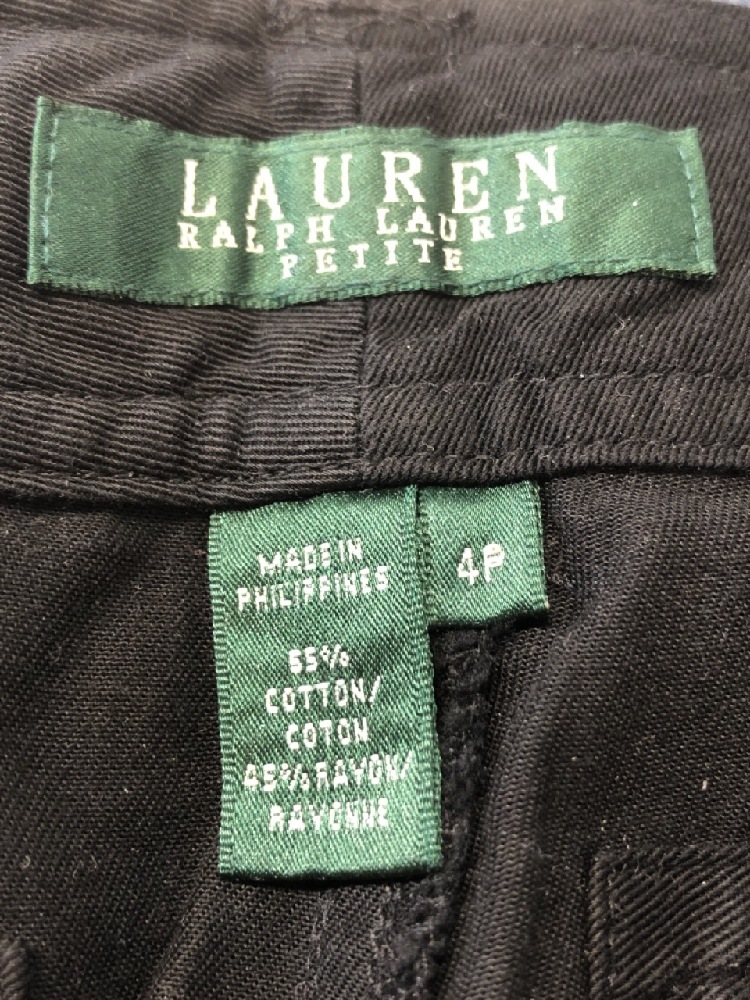 LAUREN
RALPH LAUREN
PETITE
MADE IN
PHILIPPINES
4P
55%
COTTON/
COTON
45% RAYON/
RAYONNE